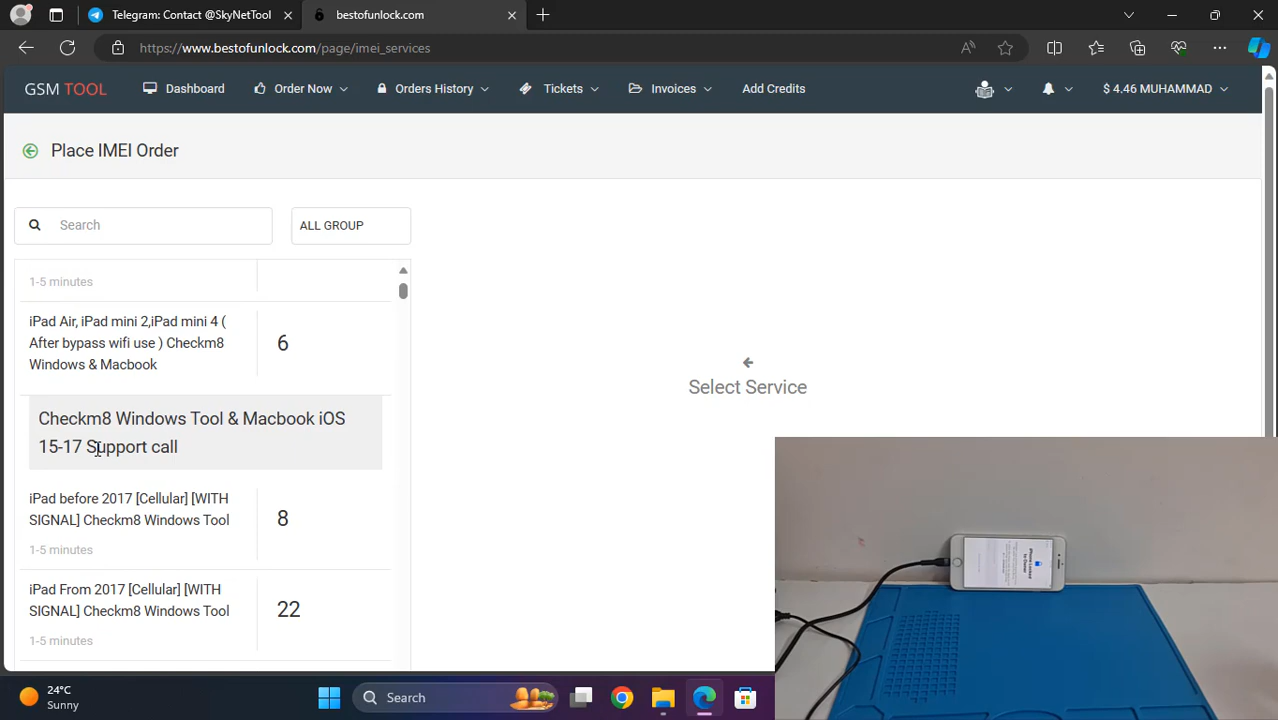 Telegram: Contact @SkyNetTool
bestofunlock.com
https://www.bestofunlock.com/page/imei_services
GSM TOOL
Dashboard
Order Now
Orders History
Tickets
Invoices
Add Credits
$ 4.46 MUHAMMAD
Place IMEI Order
Search
ALL GROUP
1-5 minutes
iPad Air, iPad mini 2,iPad mini 4 (
After bypass wifi use ) Checkm8
Windows & Macbook
6
Checkm8 Windows Tool & Macbook iOS
15-17 Support call
iPad before 2017 [Cellular] [WITH
SIGNAL] Checkm8 Windows Tool
8
1-5 minutes
iPad From 2017 [Cellular] [WITH
SIGNAL] Checkm8 Windows Tool
22
1-5 minutes
Select Service
iPhone Locked
to Owner
24°C
Sunny
Search